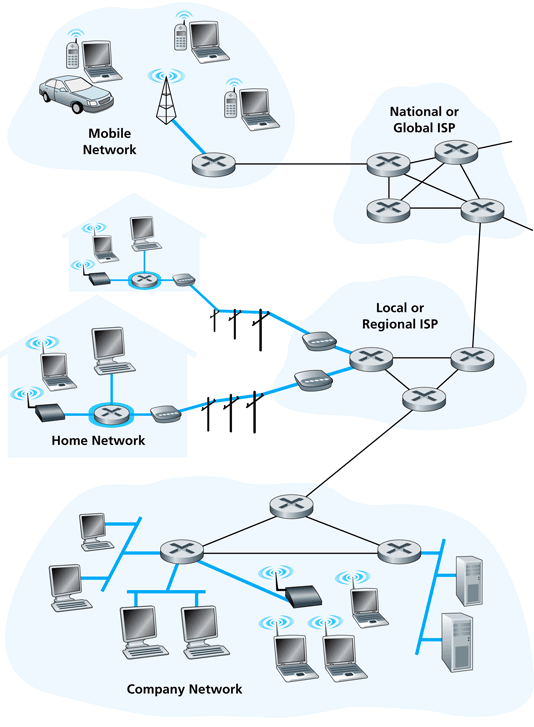 Mobile
Network
National or
Global ISP
Local or
Regional ISP
Home Network
Company Network